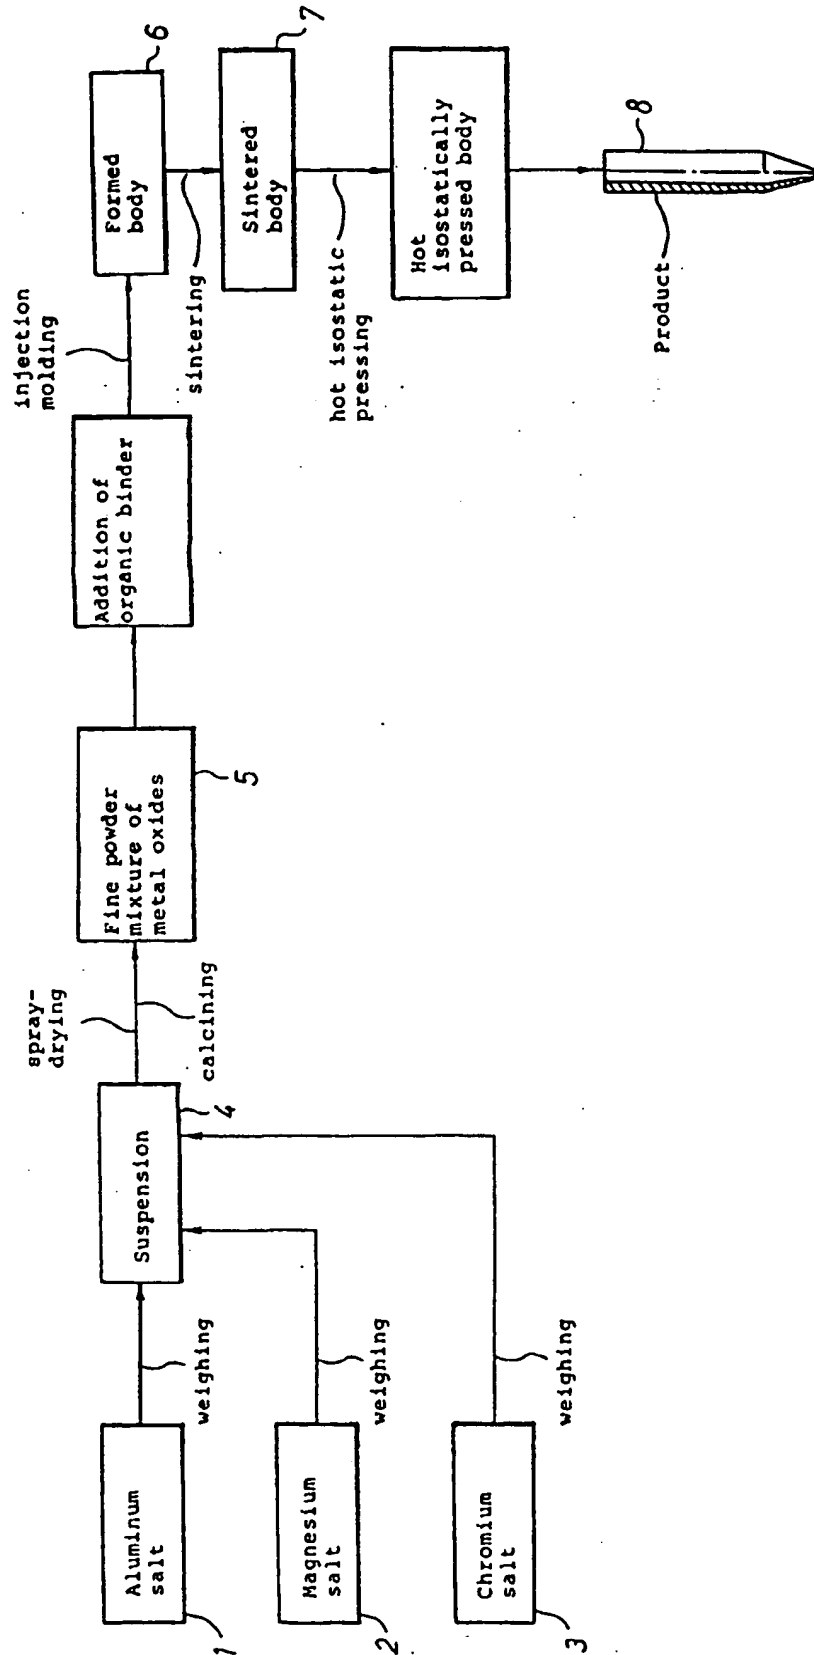 Aluminum
salt
1
weighing
Magnesium
salt
2
weighing
Chromium
salt
3
weighing
Suspension
4
spray-
drying
calcining
Fine powder
mixture of
metal oxides
5
Addition of
organic binder
injection
molding
Formed
body
6
sintering
Sintered
body
7
hot isostatic
pressing
Hot
isostatically
pressed body
Product
8